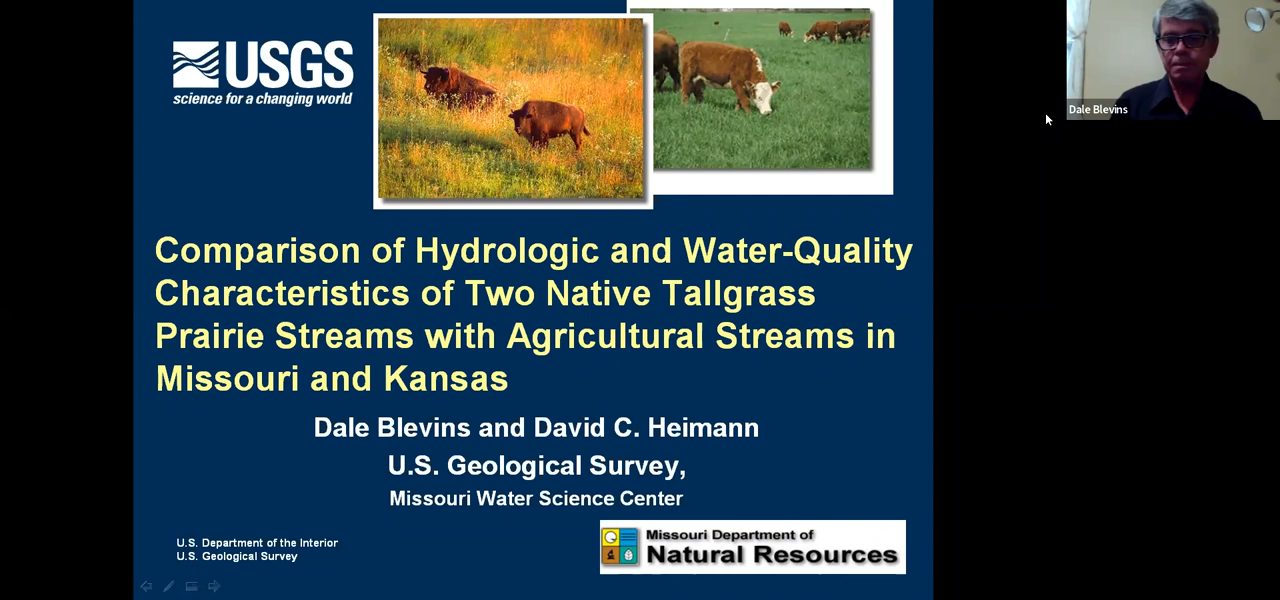 USGS
science for a changing world
Dale Blevins
Comparison of Hydrologic and Water-Quality
Characteristics of Two Native Tallgrass
Prairie Streams with Agricultural Streams in
Missouri and Kansas
Dale Blevins and David C. Heimann
U.S. Geological Survey,
Missouri Water Science Center
U.S. Department of the Interior
U.S. Geological Survey
Missouri Department of
Natural Resources